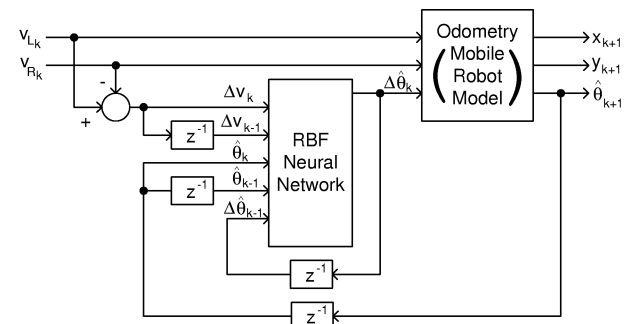 v_{L_k}
v_{R_k}
-
+
Δv_k
z^{-1}
Δv_{k-1}
θ̂_k
z^{-1}
θ̂_{k-1}
Δθ̂_{k-1}
RBF
Neural
Network
Δθ̂_k
Odometry
(Mobile
Robot
Model)
x_{k+1}
y_{k+1}
θ̂_{k+1}
z^{-1}
z^{-1}